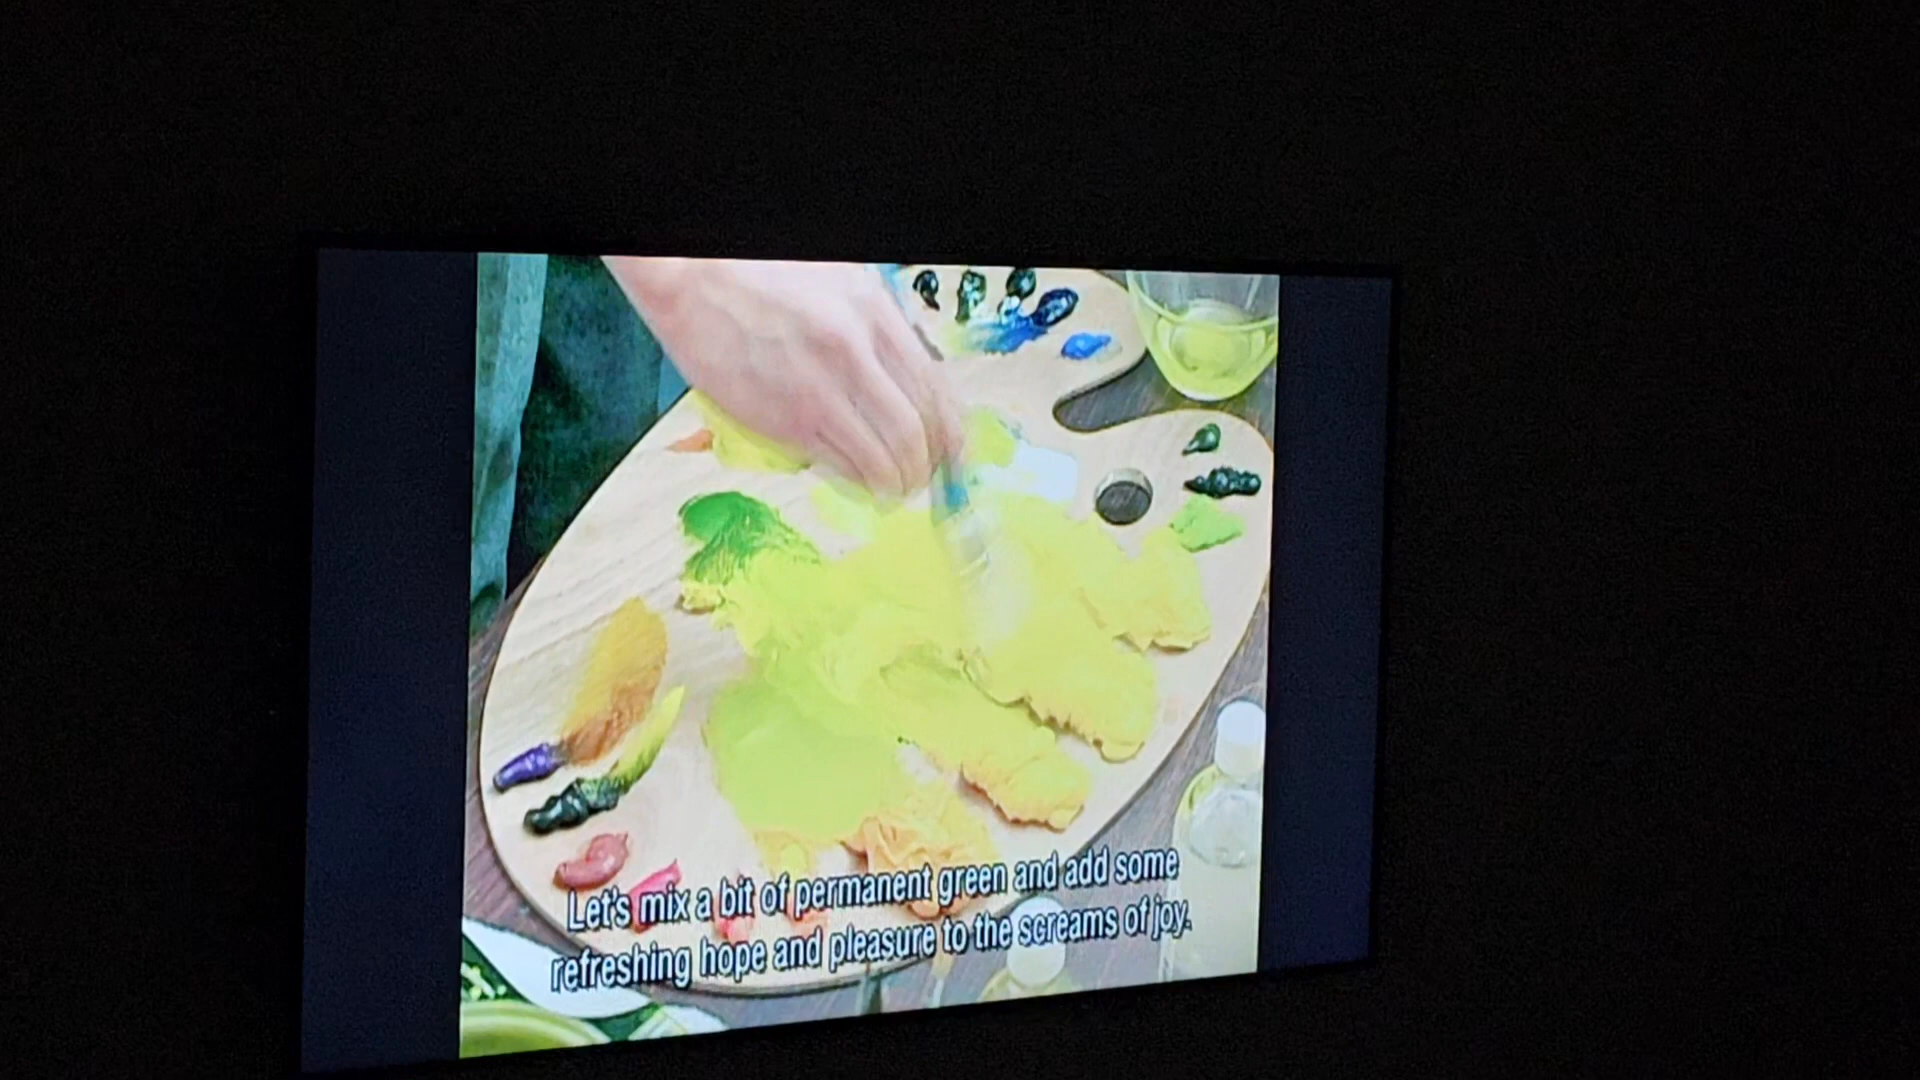 Let's mix a bit of permanent green and add some
refreshing hope and pleasure to the screams of joy.